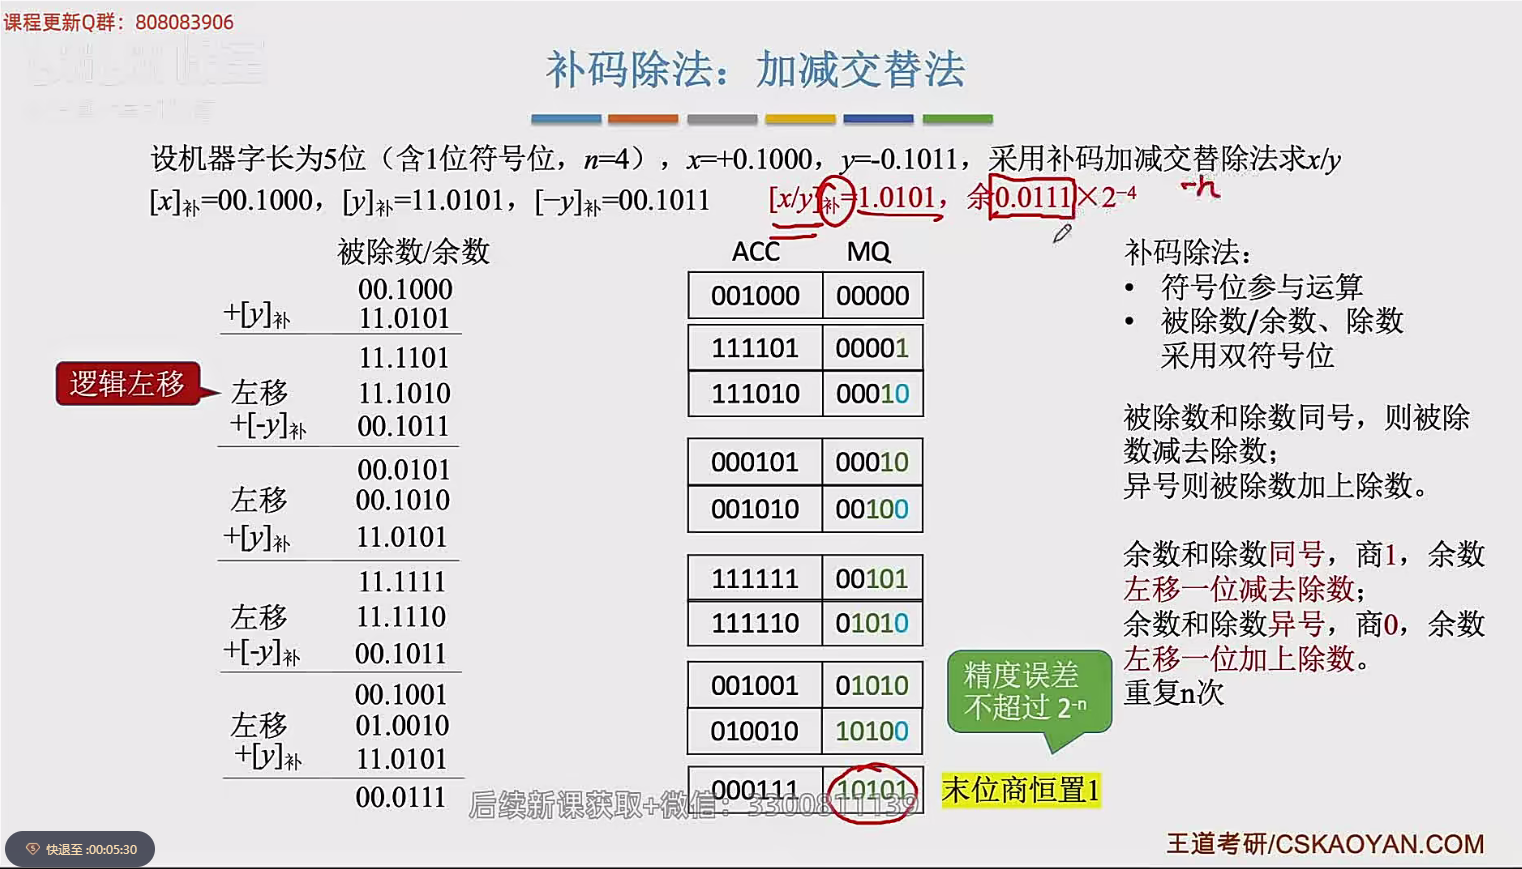 课程更新Q群：808083906
补码除法：加减交替法
设机器字长为5位（含1位符号位，n=4），x=+0.1000，y=-0.1011，采用补码加减交替除法求x/y
[x]补=00.1000，[y]补=11.0101，[−y]补=00.1011 [x/y]补=1.0101，余0.0111×2⁻⁴ -n
被除数/余数
00.1000
+[y]补 11.0101
11.1101
逻辑左移
左移 11.1010
+[-y]补 00.1011
00.0101
左移 00.1010
+[y]补 11.0101
11.1111
左移 11.1110
+[-y]补 00.1011
00.1001
左移 01.0010
+[y]补 11.0101
00.0111
ACC MQ
001000 00000
111101 00001
111010 00010
000101 00010
001010 00100
111111 00101
111110 01010
001001 01010
010010 10100
000111 10101
精度误差
不超过 2⁻ⁿ
末位商恒置1
补码除法：
• 符号位参与运算
• 被除数/余数、除数
采用双符号位
被除数和除数同号，则被除
数减去除数；
异号则被除数加上除数。
余数和除数同号，商1，余数
左移一位减去除数；
余数和除数异号，商0，余数
左移一位加上除数。
重复n次
后续新课获取+微信：3300811139
快退至 :00:05:30
王道考研/CSKAOYAN.COM